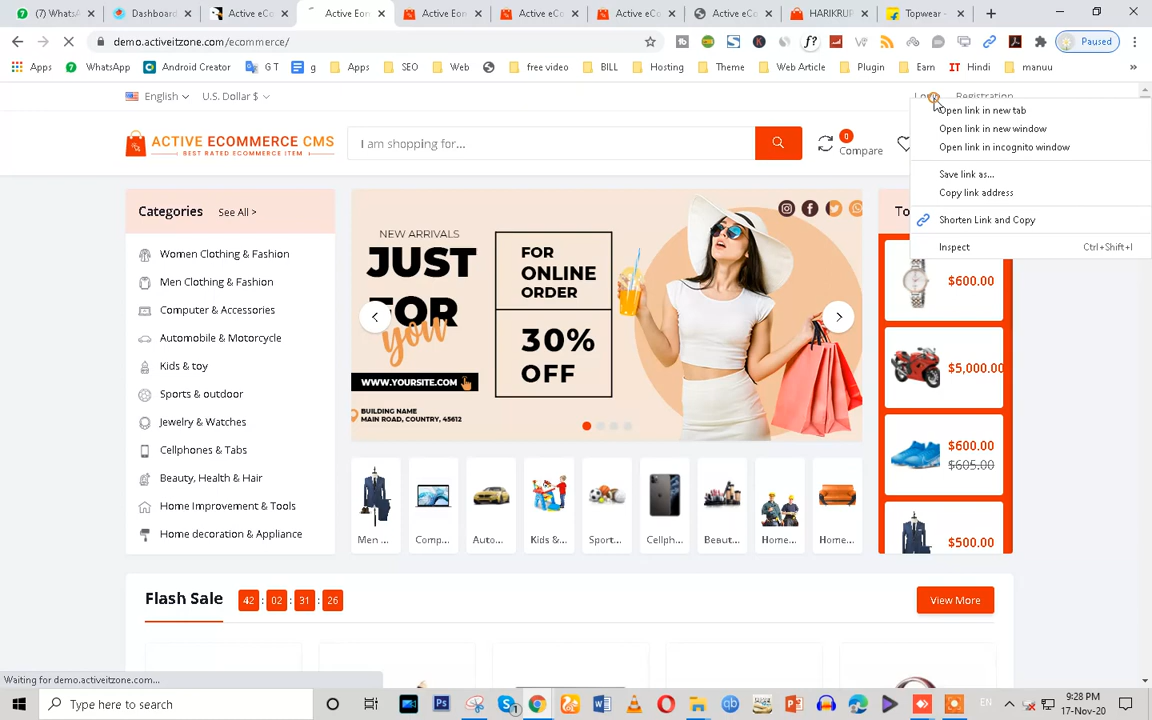 (7) WhatsA
Dashboard
Active eCo
Active Eon
Active Eon
Active eCo
Active eCo
Active eCo
HARIKRUP
Topwear -
demo.activeitzone.com/ecommerce/
Paused
Apps
WhatsApp
Android Creator
G T
g
Apps
SEO
Web
free video
BILL
Hosting
Theme
Web Article
Plugin
Earn
IT Hindi
manuu
English
U.S. Dollar $
Registration
ACTIVE ECOMMERCE CMS
BEST RATED ECOMMERCE ITEM
I am shopping for...
0
Compare
Open link in new tab
Open link in new window
Open link in incognito window
Save link as...
Copy link address
Shorten Link and Copy
Inspect
Ctrl+Shift+I
Categories
See All >
Women Clothing & Fashion
Men Clothing & Fashion
Computer & Accessories
Automobile & Motorcycle
Kids & toy
Sports & outdoor
Jewelry & Watches
Cellphones & Tabs
Beauty, Health & Hair
Home Improvement & Tools
Home decoration & Appliance
NEW ARRIVALS
JUST
FOR
you
WWW.YOURSITE.COM
BUILDING NAME
MAIN ROAD, COUNTRY, 45612
FOR
ONLINE
ORDER
30%
OFF
To
$600.00
$5,000.00
$600.00
$605.00
$500.00
Men ...
Comp...
Auto...
Kids &...
Sport...
Cellph...
Beaut...
Home...
Home...
Flash Sale
42 : 02 : 31 : 26
View More
Waiting for demo.activeitzone.com...
Type here to search
EN
9:28 PM
17-Nov-20